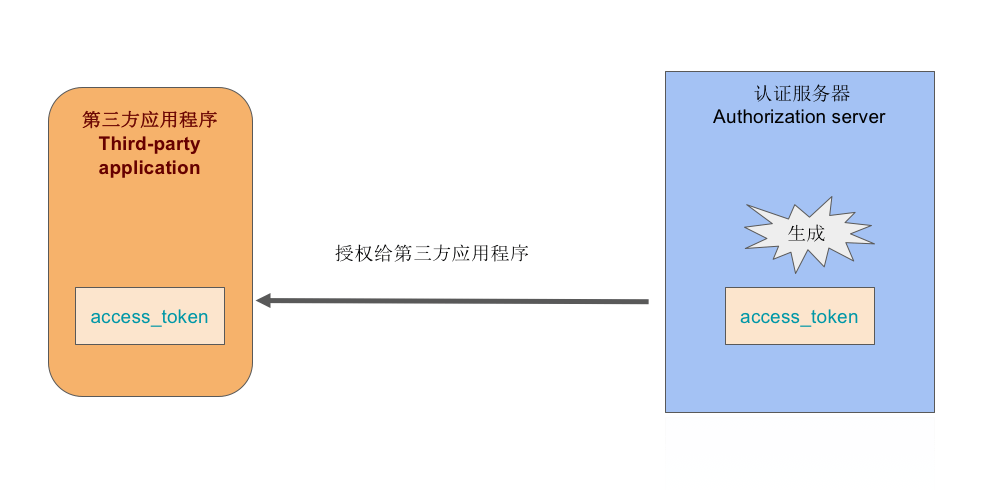 第三方应用程序
Third-party
application
access_token
授权给第三方应用程序
认证服务器
Authorization server
生成
access_token